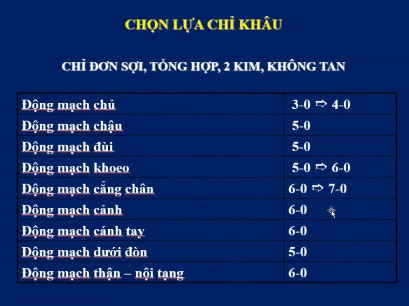 CHỌN LỰA CHỈ KHÂU
CHỈ ĐƠN SỢI, TỔNG HỢP, 2 KIM, KHÔNG TAN
Động mạch chủ 3-0 ⇨ 4-0
Động mạch chậu 5-0
Động mạch đùi 5-0
Động mạch khoeo 5-0 ⇨ 6-0
Động mạch cẳng chân 6-0 ⇨ 7-0
Động mạch cảnh 6-0
Động mạch cánh tay 6-0
Động mạch dưới đòn 5-0
Động mạch thận – nội tạng 6-0